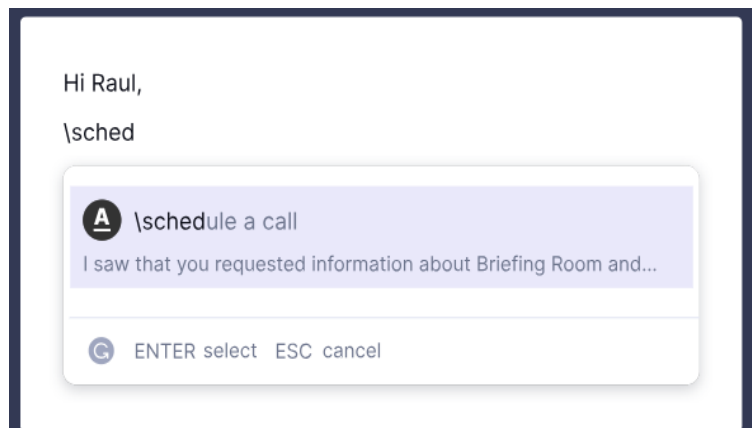 Hi Raul,
\sched
A \schedule a call
I saw that you requested information about Briefing Room and...
G ENTER select ESC cancel